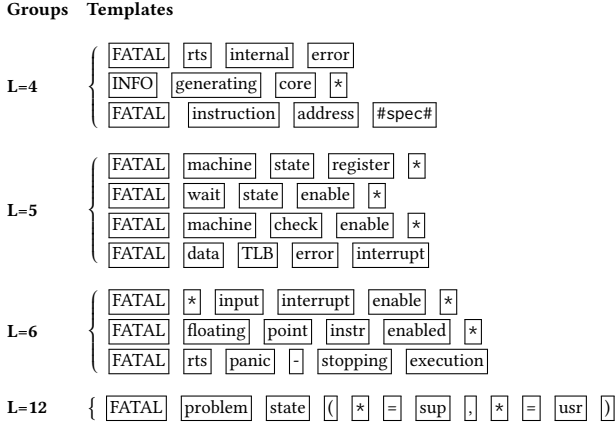 Groups Templates
FATAL rts internal error
L=4 INFO generating core *
FATAL instruction address #spec#
FATAL machine state register *
FATAL wait state enable *
L=5
FATAL machine check enable *
FATAL data TLB error interrupt
FATAL * input interrupt enable *
L=6 FATAL floating point instr enabled *
FATAL rts panic - stopping execution
L=12 { FATAL problem state ( * = sup , * = usr )